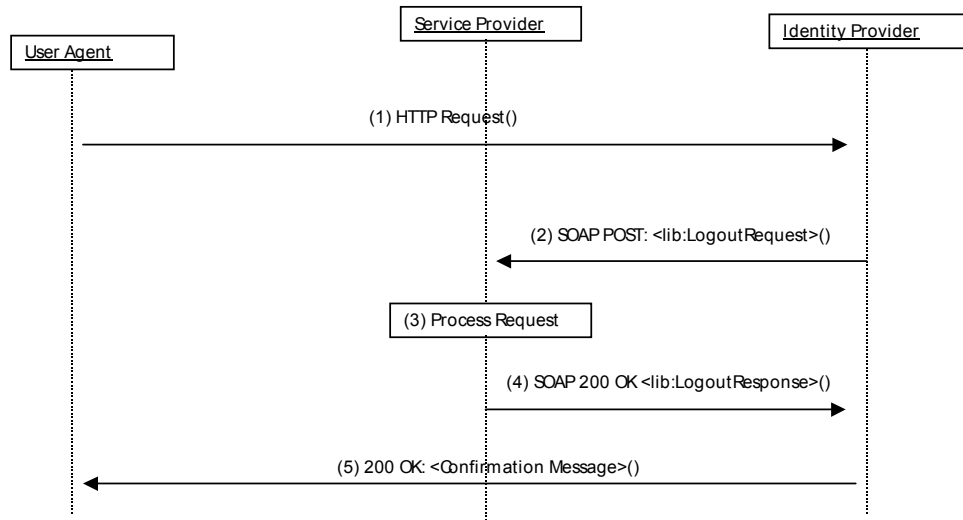 Service Provider
Identity Provider
User Agent
(1) HTTP Request()
(2) SOAP POST: <lib:LogoutRequest>()
(3) Process Request
(4) SOAP 200 OK <lib:LogoutResponse>()
(5) 200 OK: <Confirmation Message>()